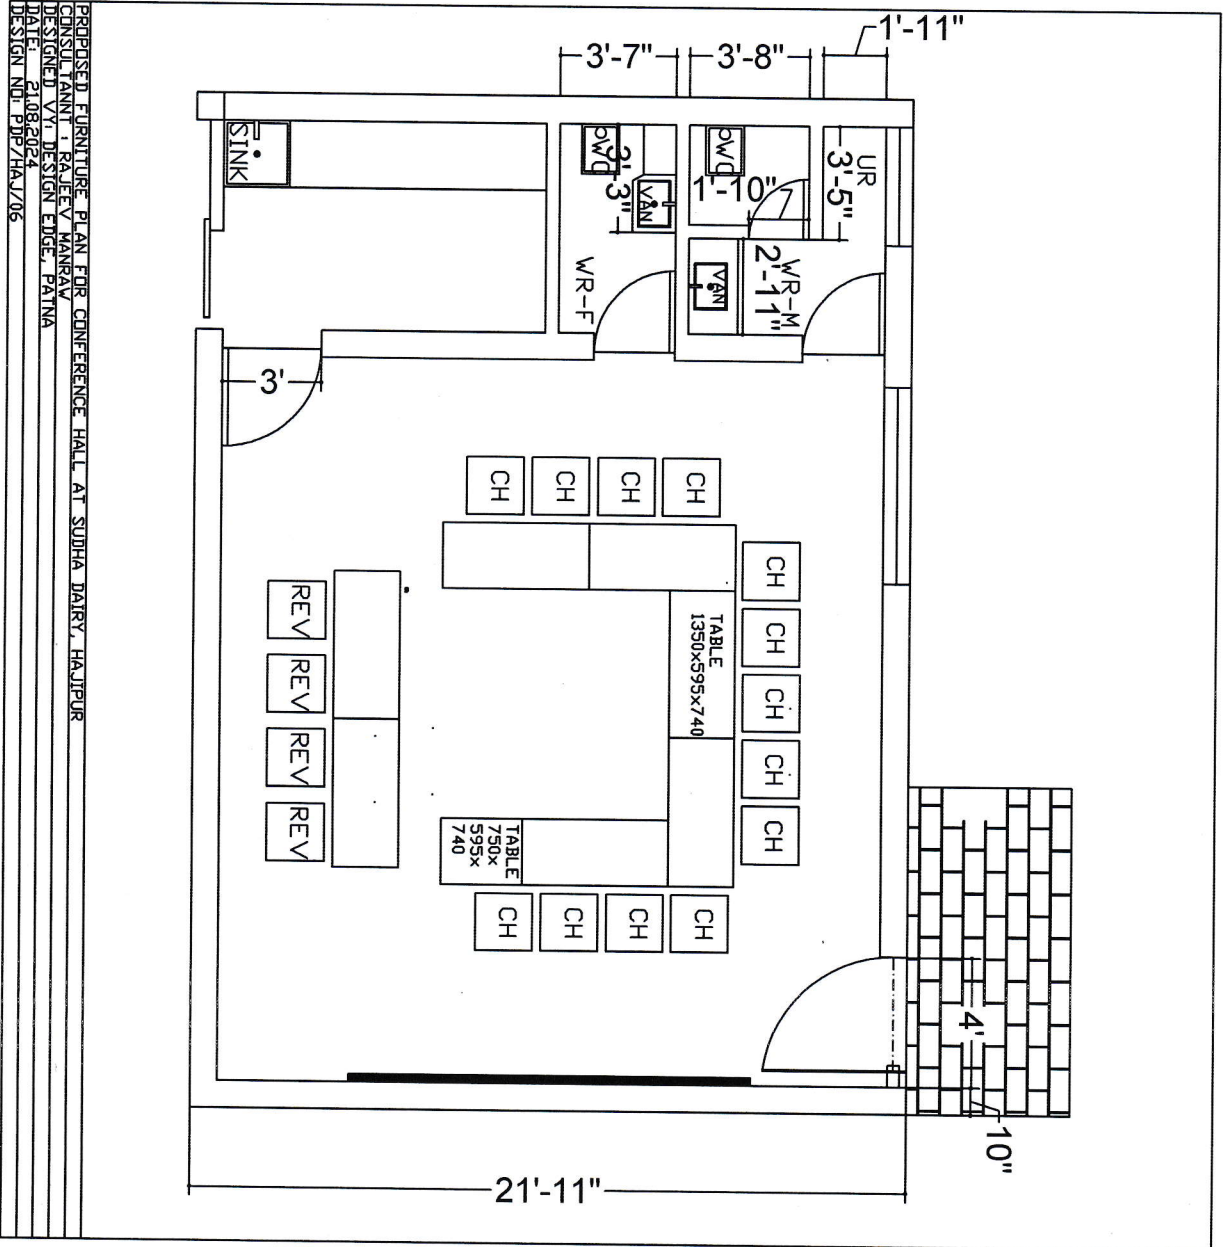 PROPOSED FURNITURE PLAN FOR CONFERENCE HALL AT SUDHA DAIRY, HAJIPUR
CONSULTANNT : RAJEEV MANRAW
DESIGNED VY: DESIGN EDGE, PATNA
DATE: 21.08.2024
DESIGN NO: PDP/HAJ/06
1'-11"
3'-7"
3'-8"
SINK
WC
3'-3"
VAN
WR-F
WC
1'-10"
UR
3'-5"
VAN
WR-M
2'-11"
3'
CH
CH
CH
CH
CH
CH
CH
CH
CH
TABLE
1350x595x740
REV
REV
REV
REV
TABLE
750x
595x
740
CH
CH
CH
CH
4'
10"
21'-11"